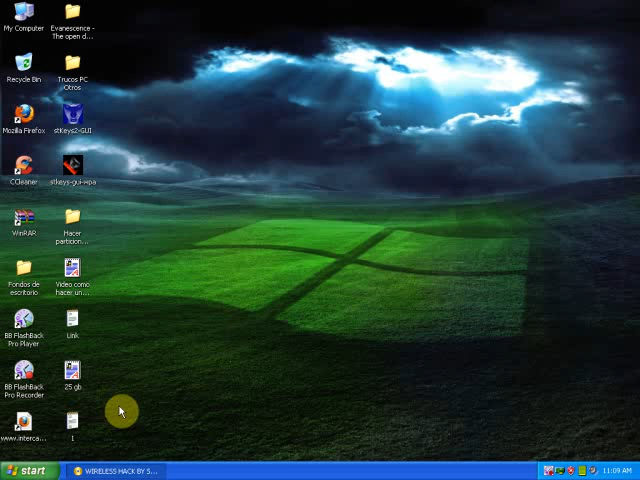 My Computer
Evanescence -
The open d...
Recycle Bin
Trucos PC
Otros
Mozilla Firefox
stKeys2-GUI
CCleaner
stkeys-gui-wpa
WinRAR
Hacer
particion...
Fondos de
escritorio
Video como
hacer un...
BB FlashBack
Pro Player
Link
BB FlashBack
Pro Recorder
25 gb
www.interca...
1
start
WIRELESS HACK BY S...
11:09 AM